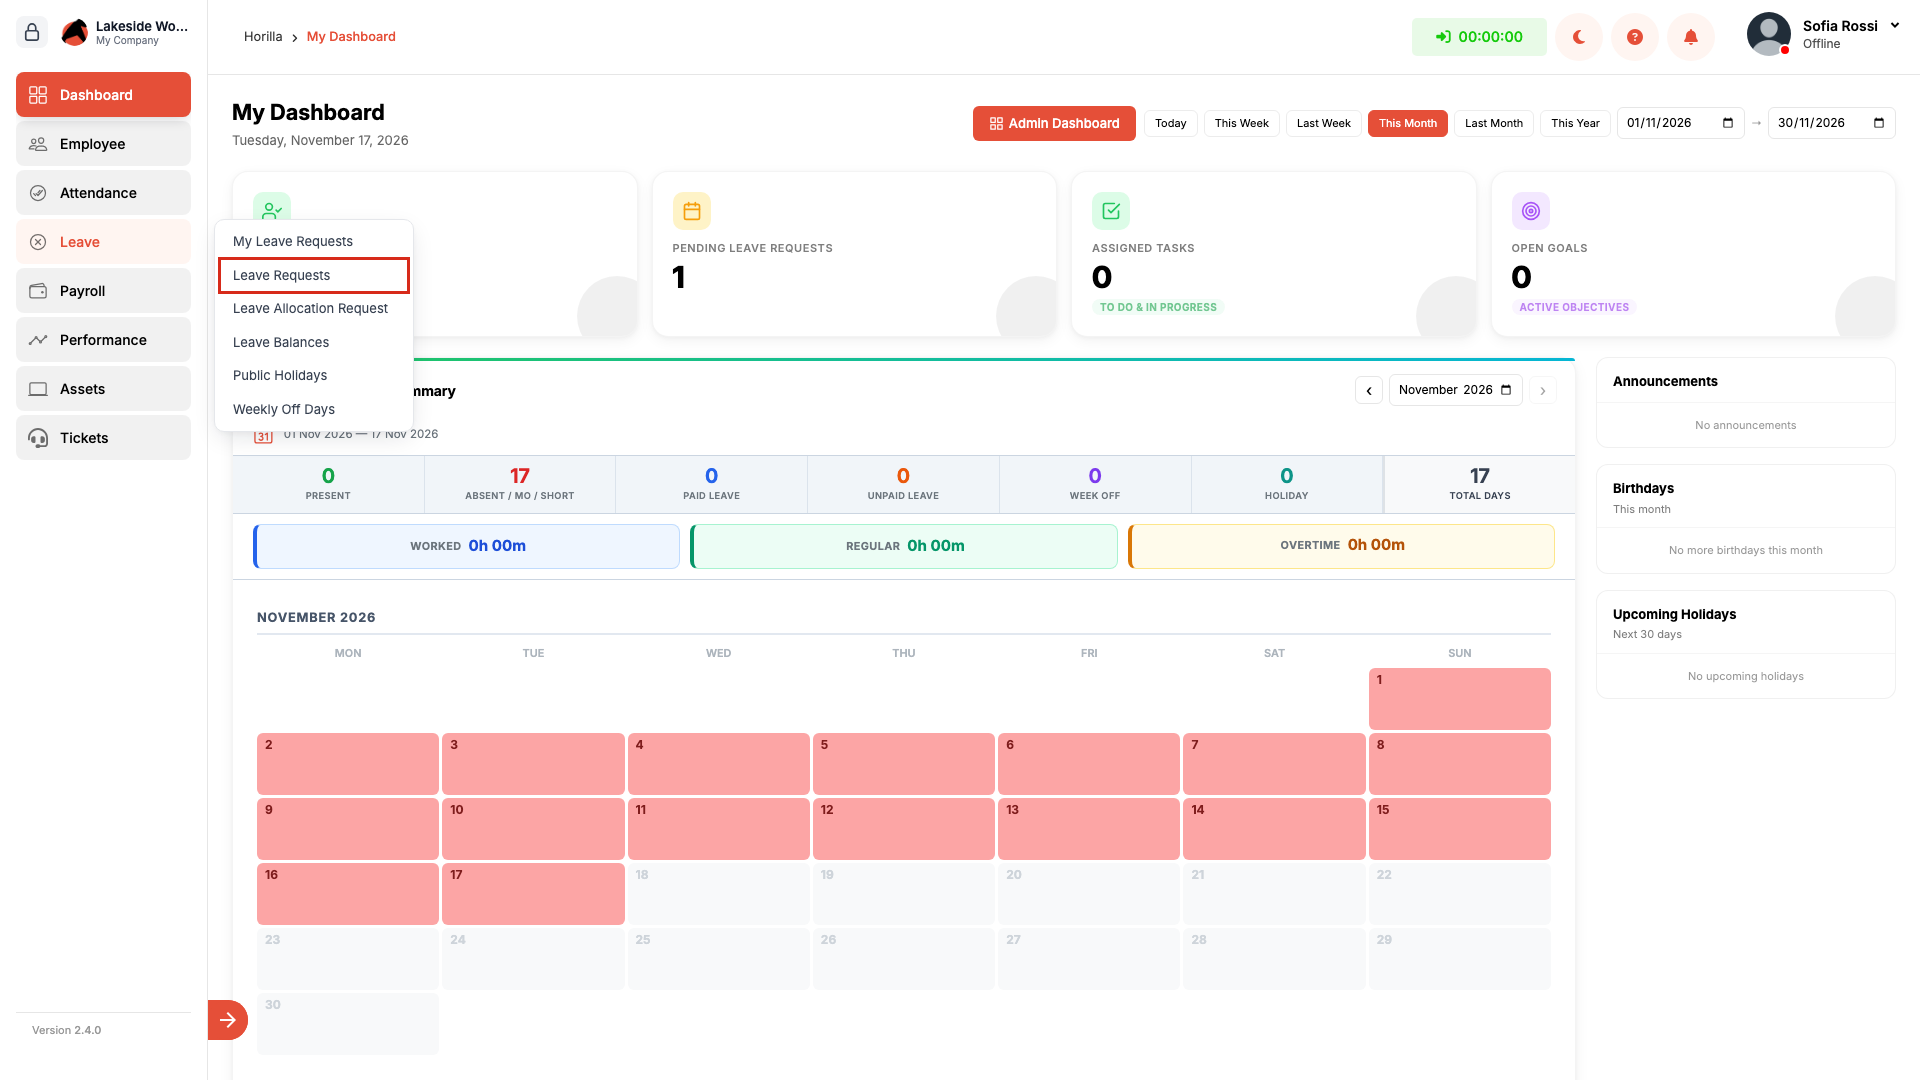 Lakeside Wo...
My Company
Horilla
My Dashboard
00:00:00
Sofia Rossi
Offline
Dashboard
Employee
Attendance
Leave
Payroll
Performance
Assets
Tickets
My Dashboard
Tuesday, November 17, 2026
Admin Dashboard
Today
This Week
Last Week
This Month
Last Month
This Year
01/11/2026
→
30/11/2026
My Leave Requests
Leave Requests
Leave Allocation Request
Leave Balances
Public Holidays
Weekly Off Days
PENDING LEAVE REQUESTS
1
ASSIGNED TASKS
0
TO DO & IN PROGRESS
OPEN GOALS
0
ACTIVE OBJECTIVES
mmary
November 2026
31
01 Nov 2026 — 17 Nov 2026
0
PRESENT
17
ABSENT / MO / SHORT
0
PAID LEAVE
0
UNPAID LEAVE
0
WEEK OFF
0
HOLIDAY
17
TOTAL DAYS
WORKED 0h 00m
REGULAR 0h 00m
OVERTIME 0h 00m
NOVEMBER 2026
MON TUE WED THU FRI SAT SUN
1
2 3 4 5 6 7 8
9 10 11 12 13 14 15
16 17 18 19 20 21 22
23 24 25 26 27 28 29
30
Announcements
No announcements
Birthdays
This month
No more birthdays this month
Upcoming Holidays
Next 30 days
No upcoming holidays
Version 2.4.0